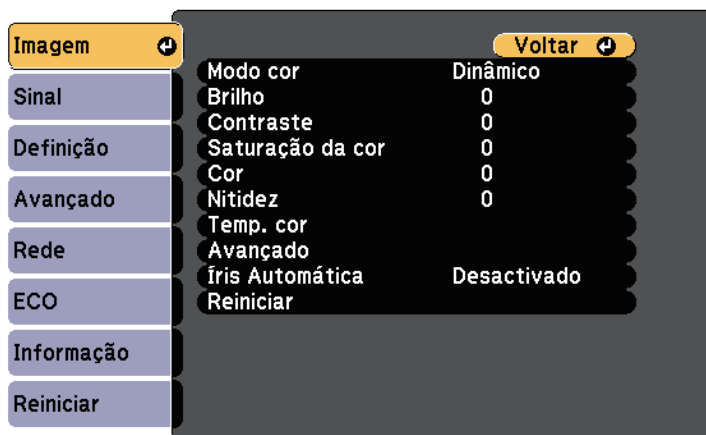 Imagem
Sinal
Definição
Avançado
Rede
ECO
Informação
Reiniciar
Voltar
Modo cor Dinâmico
Brilho 0
Contraste 0
Saturação da cor 0
Cor 0
Nitidez 0
Temp. cor
Avançado
Íris Automática Desactivado
Reiniciar